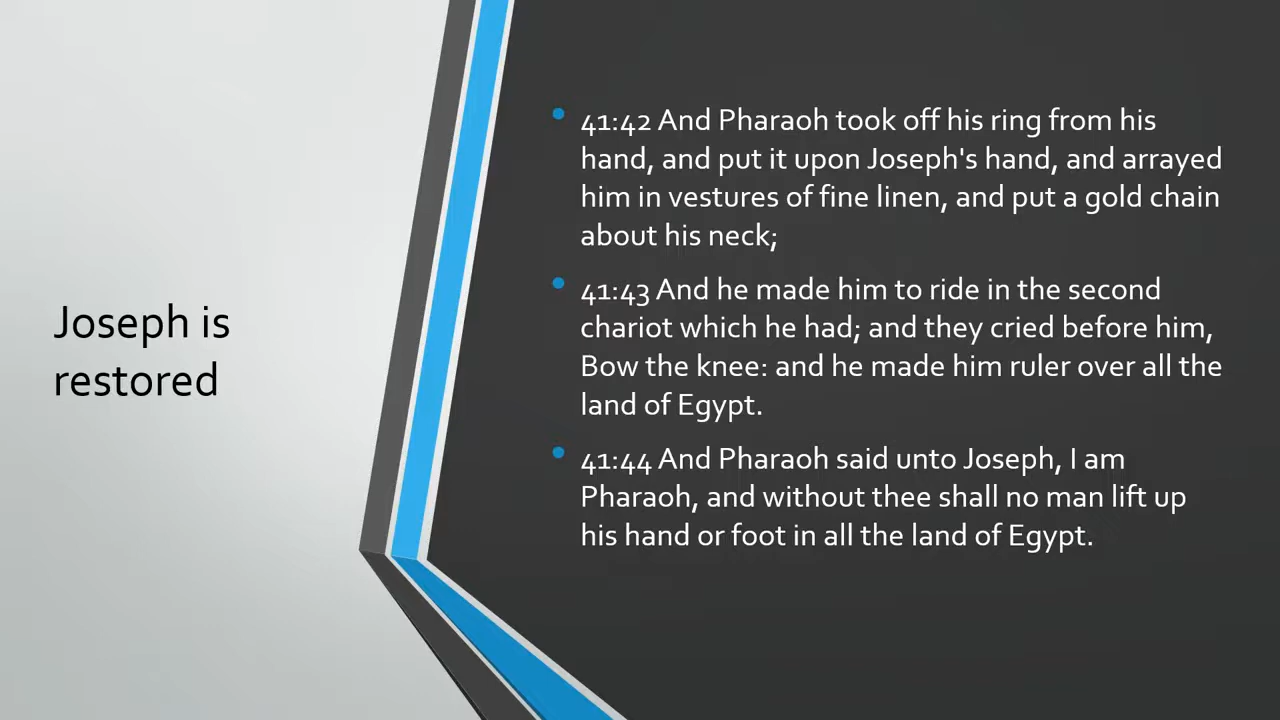 Joseph is
restored
• 41:42 And Pharaoh took off his ring from his
hand, and put it upon Joseph's hand, and arrayed
him in vestures of fine linen, and put a gold chain
about his neck;
• 41:43 And he made him to ride in the second
chariot which he had; and they cried before him,
Bow the knee: and he made him ruler over all the
land of Egypt.
• 41:44 And Pharaoh said unto Joseph, I am
Pharaoh, and without thee shall no man lift up
his hand or foot in all the land of Egypt.